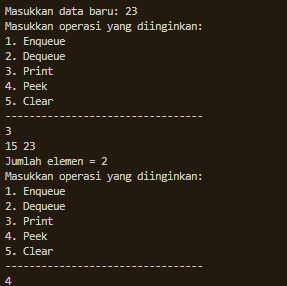 Masukkan data baru: 23
Masukkan operasi yang diinginkan:
1. Enqueue
2. Dequeue
3. Print
4. Peek
5. Clear
---------------------------------
3
15 23
Jumlah elemen = 2
Masukkan operasi yang diinginkan:
1. Enqueue
2. Dequeue
3. Print
4. Peek
5. Clear
---------------------------------
4